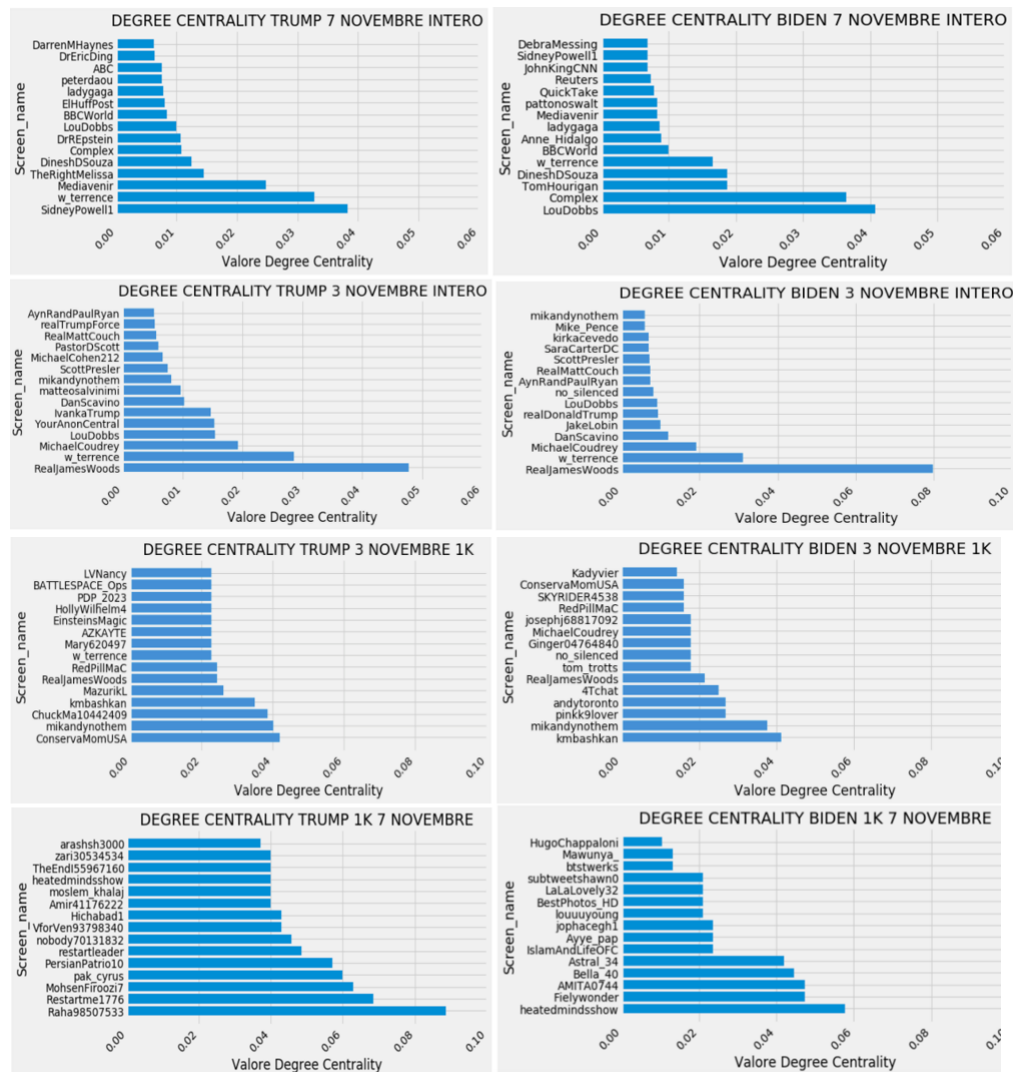 DEGREE CENTRALITY TRUMP 7 NOVEMBRE INTERO
DarrenMHaynes
DrEricDing
ABC
peterdaou
ladygaga
ElHuffPost
BBCWorld
LouDobbs
DrREpstein
Complex
DineshDSouza
TheRightMelissa
Mediavenir
w_terrence
SidneyPowell1
Screen_name
0.00 0.01 0.02 0.03 0.04 0.05 0.06
Valore Degree Centrality
DEGREE CENTRALITY BIDEN 7 NOVEMBRE INTERO
DebraMessing
SidneyPowell1
JohnKingCNN
Reuters
QuickTake
pattonoswalt
Mediavenir
ladygaga
Anne_Hidalgo
BBCWorld
w_terrence
DineshDSouza
TomHourigan
Complex
LouDobbs
Screen_name
0.00 0.01 0.02 0.03 0.04 0.05 0.06
Valore Degree Centrality
DEGREE CENTRALITY TRUMP 3 NOVEMBRE INTERO
AynRandPaulRyan
realTrumpForce
RealMattCouch
PastorDScott
MichaelCohen212
ScottPresler
mikandynothem
matteosalvinimi
DanScavino
IvankaTrump
YourAnonCentral
LouDobbs
MichaelCoudrey
w_terrence
RealJamesWoods
Screen_name
0.00 0.01 0.02 0.03 0.04 0.05 0.06
Valore Degree Centrality
DEGREE CENTRALITY BIDEN 3 NOVEMBRE INTERO
mikandynothem
Mike_Pence
kirkacevedo
SaraCarterDC
ScottPresler
RealMattCouch
AynRandPaulRyan
no_silenced
LouDobbs
realDonaldTrump
JakeLobin
DanScavino
MichaelCoudrey
w_terrence
RealJamesWoods
Screen_name
0.00 0.02 0.04 0.06 0.08 0.10
Valore Degree Centrality
DEGREE CENTRALITY TRUMP 3 NOVEMBRE 1K
LVNancy
BATTLESPACE_Ops
PDP_2023
HollyWilhelm4
EinsteinsMagic
AZKAYTE
Mary620497
w_terrence
RedPillMaC
RealJamesWoods
MazurikL
kmbashkan
ChuckMa10442409
mikandynothem
ConservaMomUSA
Screen_name
0.00 0.02 0.04 0.06 0.08 0.10
Valore Degree Centrality
DEGREE CENTRALITY BIDEN 3 NOVEMBRE 1K
Kadyvier
ConservaMomUSA
SKYRIDER4538
RedPillMaC
josephj68817092
MichaelCoudrey
Ginger04764840
no_silenced
tom_trotts
RealJamesWoods
4Tchat
andytoronto
pinkk9lover
mikandynothem
kmbashkan
Screen_name
0.00 0.02 0.04 0.06 0.08 0.10
Valore Degree Centrality
DEGREE CENTRALITY TRUMP 1K 7 NOVEMBRE
arashsh3000
zari30534534
TheEndi55967160
heatedmindsshow
moslem_khalaj
Amir41176222
Hichabad1
VforVen93798340
nobody70131832
restartleader
PersianPatrio10
pak_cyrus
MohsenFiroozi7
Restartme1776
Raha98507533
Screen_name
0.00 0.02 0.04 0.06 0.08 0.10
Valore Degree Centrality
DEGREE CENTRALITY BIDEN 1K 7 NOVEMBRE
HugoChappaloni
Mawunya_
btstwerks
subtweetshawn0
LaLaLovely32
BestPhotos_HD
louuuyoung
jophacegh1
Ayye_pap
IslamAndLifeOFC
Astral_34
Bella_40
AMITA0744
Fielywonder
heatedmindsshow
Screen_name
0.00 0.02 0.04 0.06 0.08 0.10
Valore Degree Centrality